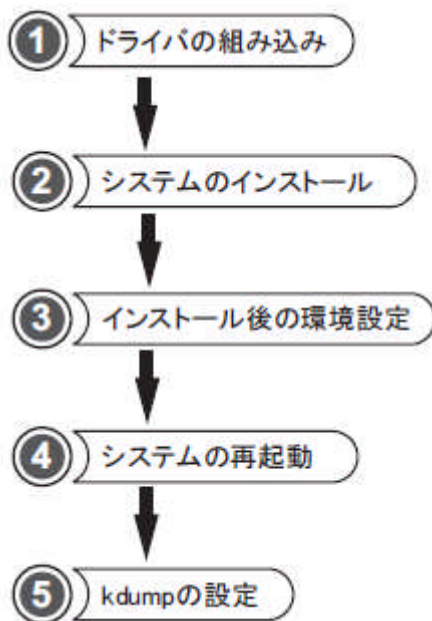 1 ドライバの組み込み
2 システムのインストール
3 インストール後の環境設定
4 システムの再起動
5 kdumpの設定